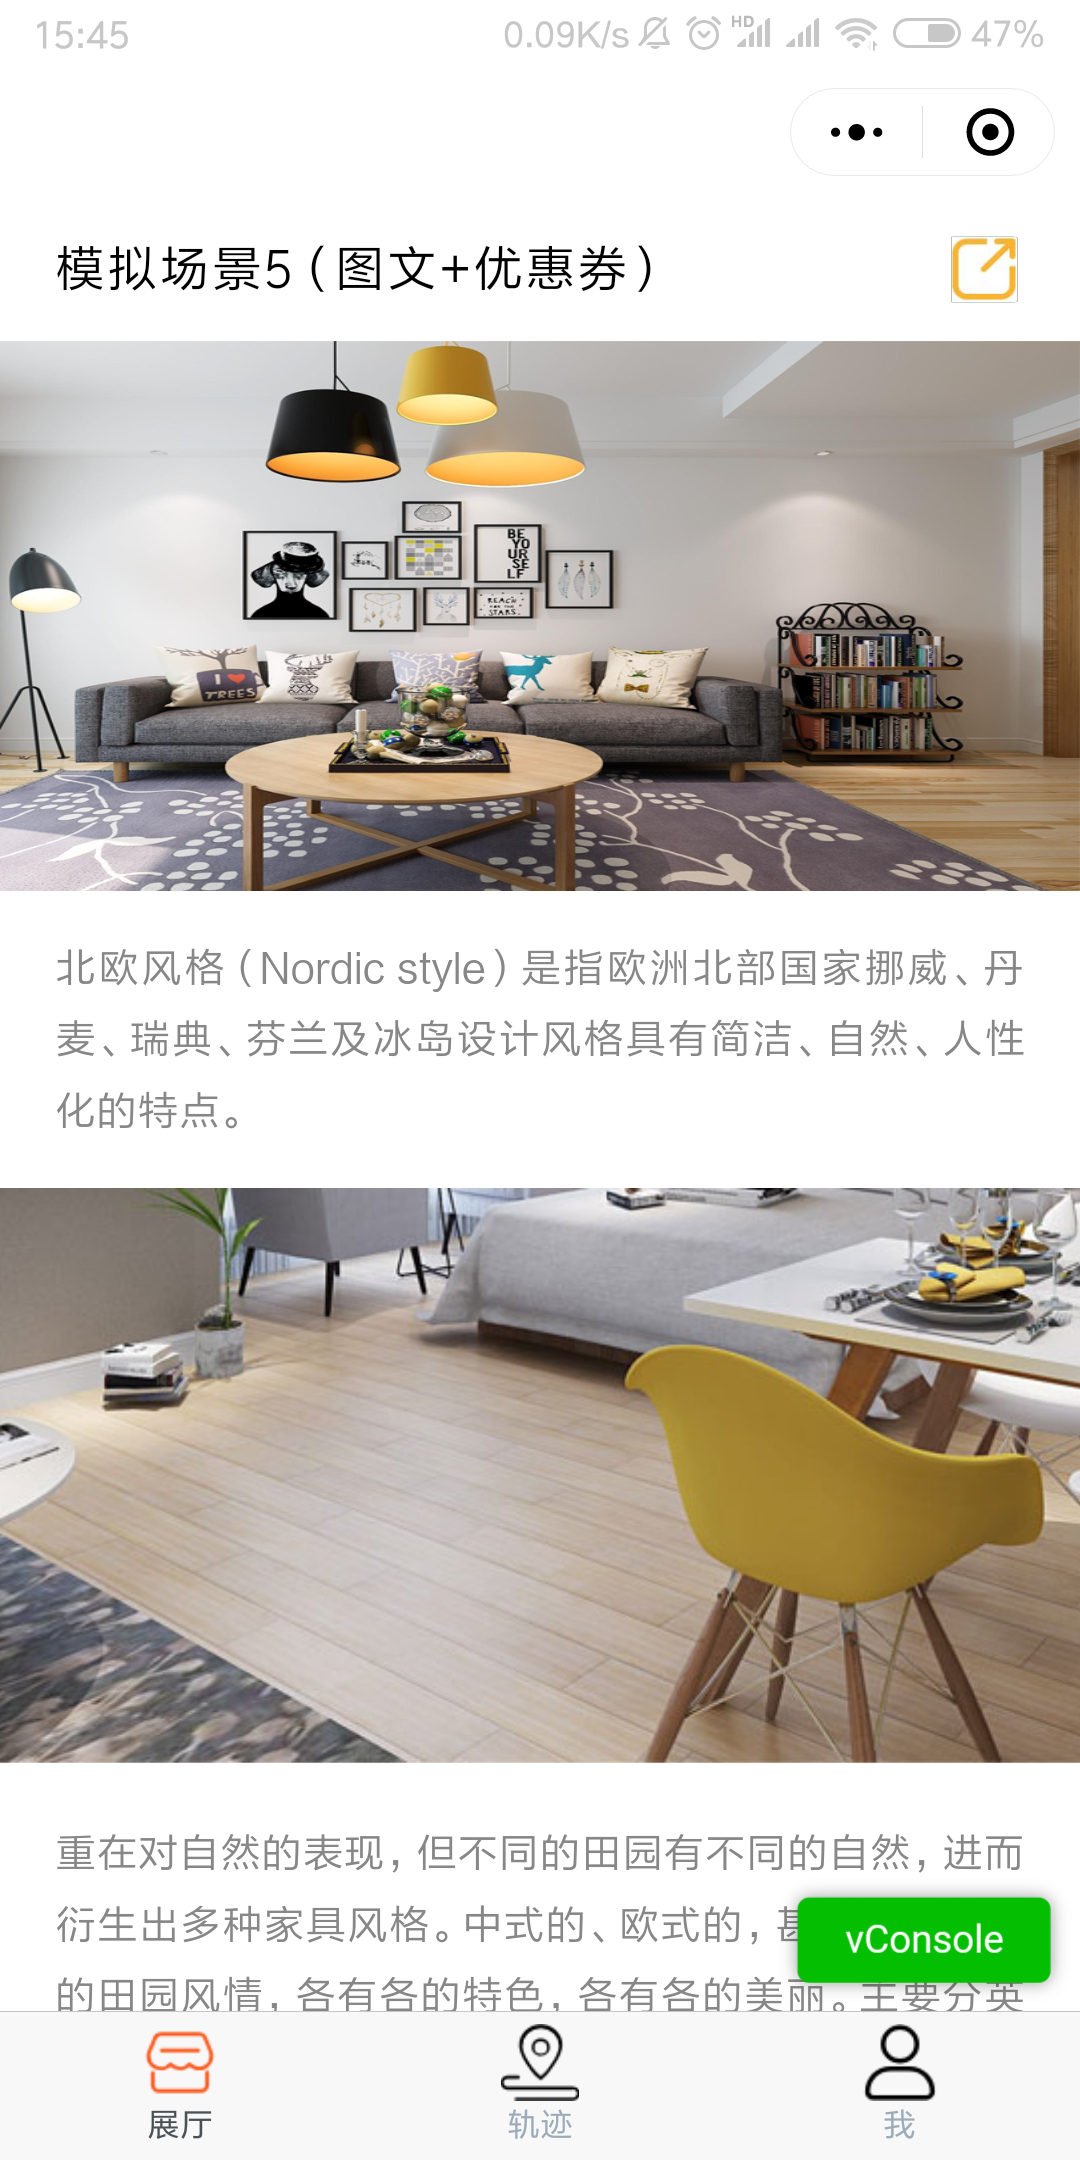 15:45
0.09K/s
HD
47%
模拟场景5（图文+优惠券）
BE
YO
UR
SE
LF
REACH
FOR THE
STARS.
I
TREES
北欧风格（Nordic style）是指欧洲北部国家挪威、丹
麦、瑞典、芬兰及冰岛设计风格具有简洁、自然、人性
化的特点。
重在对自然的表现，但不同的田园有不同的自然，进而
衍生出多种家具风格。中式的、欧式的，甚
vConsole
的田园风情，各有各的特色，各有各的美丽。主要分英
展厅
轨迹
我